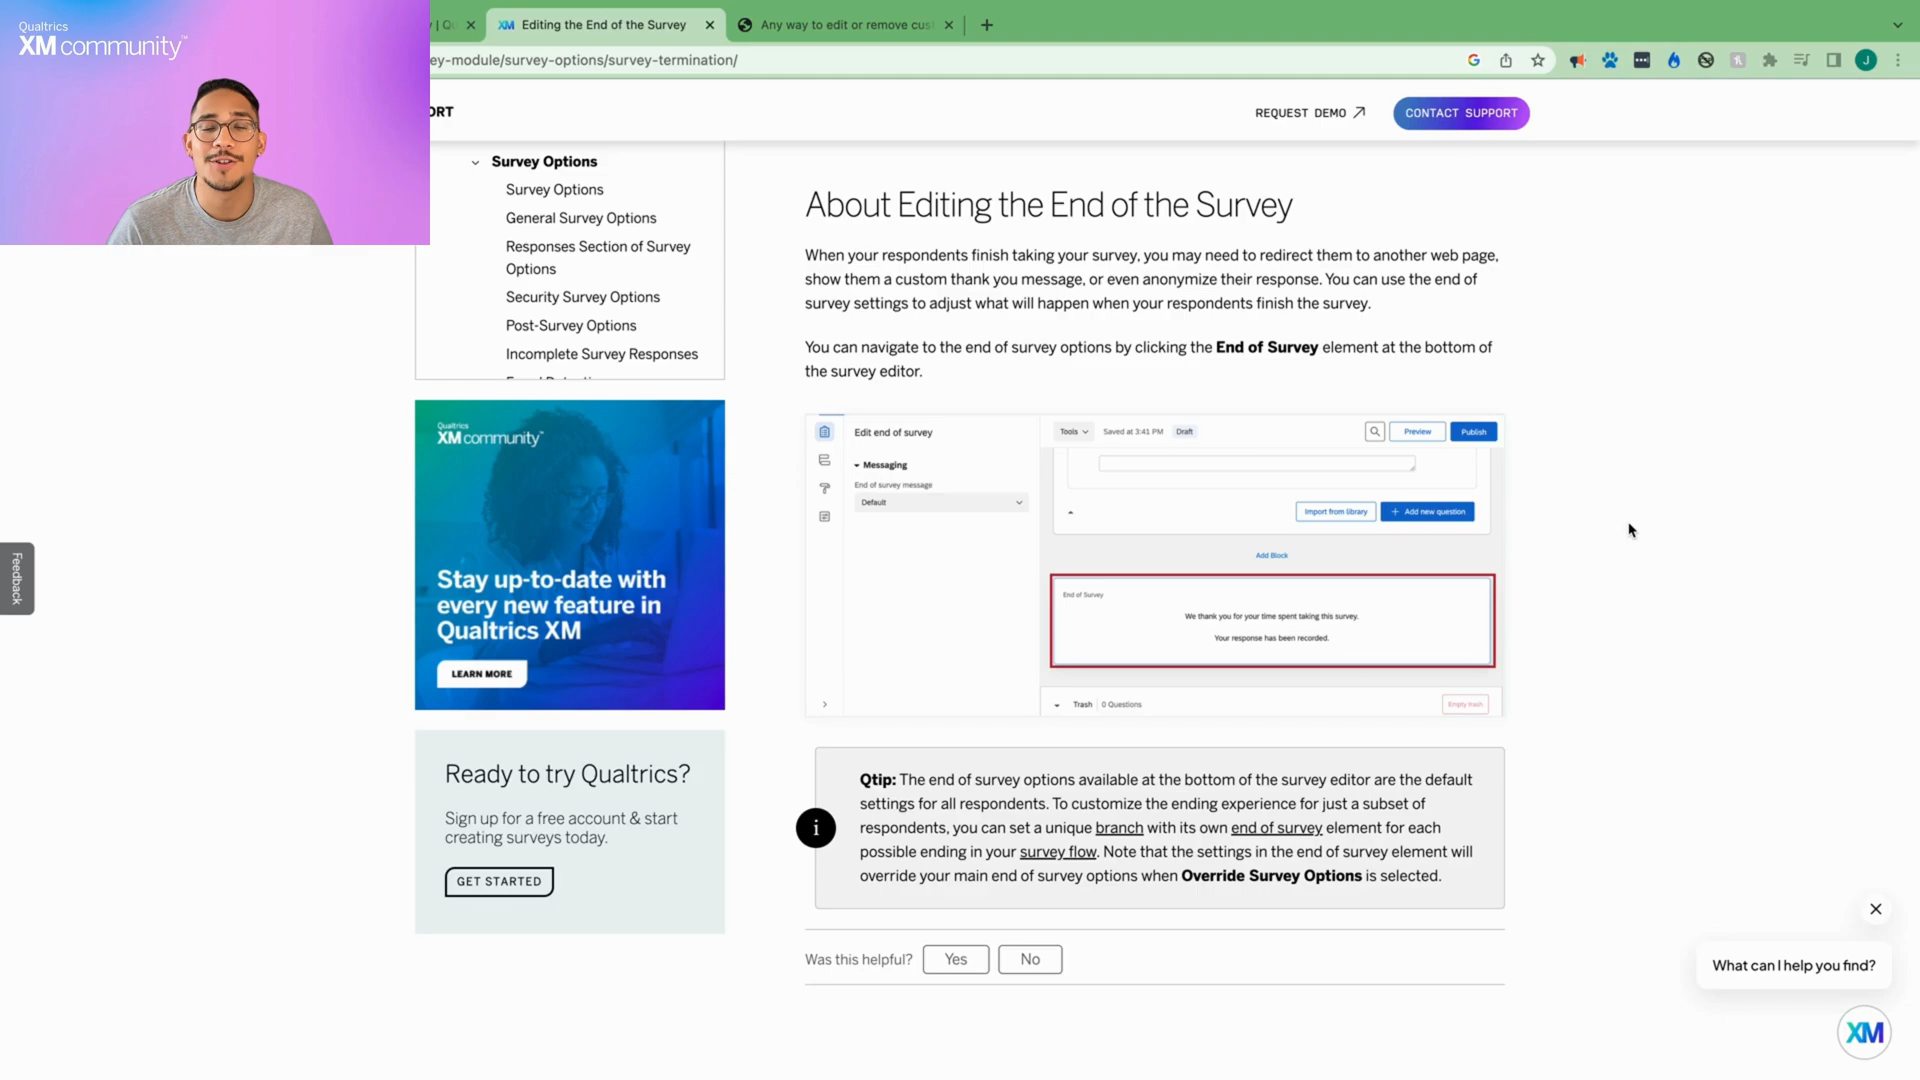 Qualtrics
XM community™
| Qu
XM Editing the End of the Survey
Any way to edit or remove cus
ey-module/survey-options/survey-termination/
J
ORT
REQUEST DEMO
CONTACT SUPPORT
Survey Options
Survey Options
General Survey Options
Responses Section of Survey
Options
Security Survey Options
Post-Survey Options
Incomplete Survey Responses
About Editing the End of the Survey
When your respondents finish taking your survey, you may need to redirect them to another web page,
show them a custom thank you message, or even anonymize their response. You can use the end of
survey settings to adjust what will happen when your respondents finish the survey.
You can navigate to the end of survey options by clicking the End of Survey element at the bottom of
the survey editor.
Edit end of survey
Messaging
End of survey message
Default
Tools
Saved at 3:41 PM
Draft
Preview
Publish
Import from library
+ Add new question
Add Block
End of Survey
We thank you for your time spent taking this survey.
Your response has been recorded.
Trash
0 Questions
Empty trash
Qtip: The end of survey options available at the bottom of the survey editor are the default
settings for all respondents. To customize the ending experience for just a subset of
respondents, you can set a unique branch with its own end of survey element for each
possible ending in your survey flow. Note that the settings in the end of survey element will
override your main end of survey options when Override Survey Options is selected.
i
Was this helpful?
Yes
No
Feedback
Qualtrics
XM community™
Stay up-to-date with
every new feature in
Qualtrics XM
LEARN MORE
Ready to try Qualtrics?
Sign up for a free account & start
creating surveys today.
GET STARTED
What can I help you find?
XM